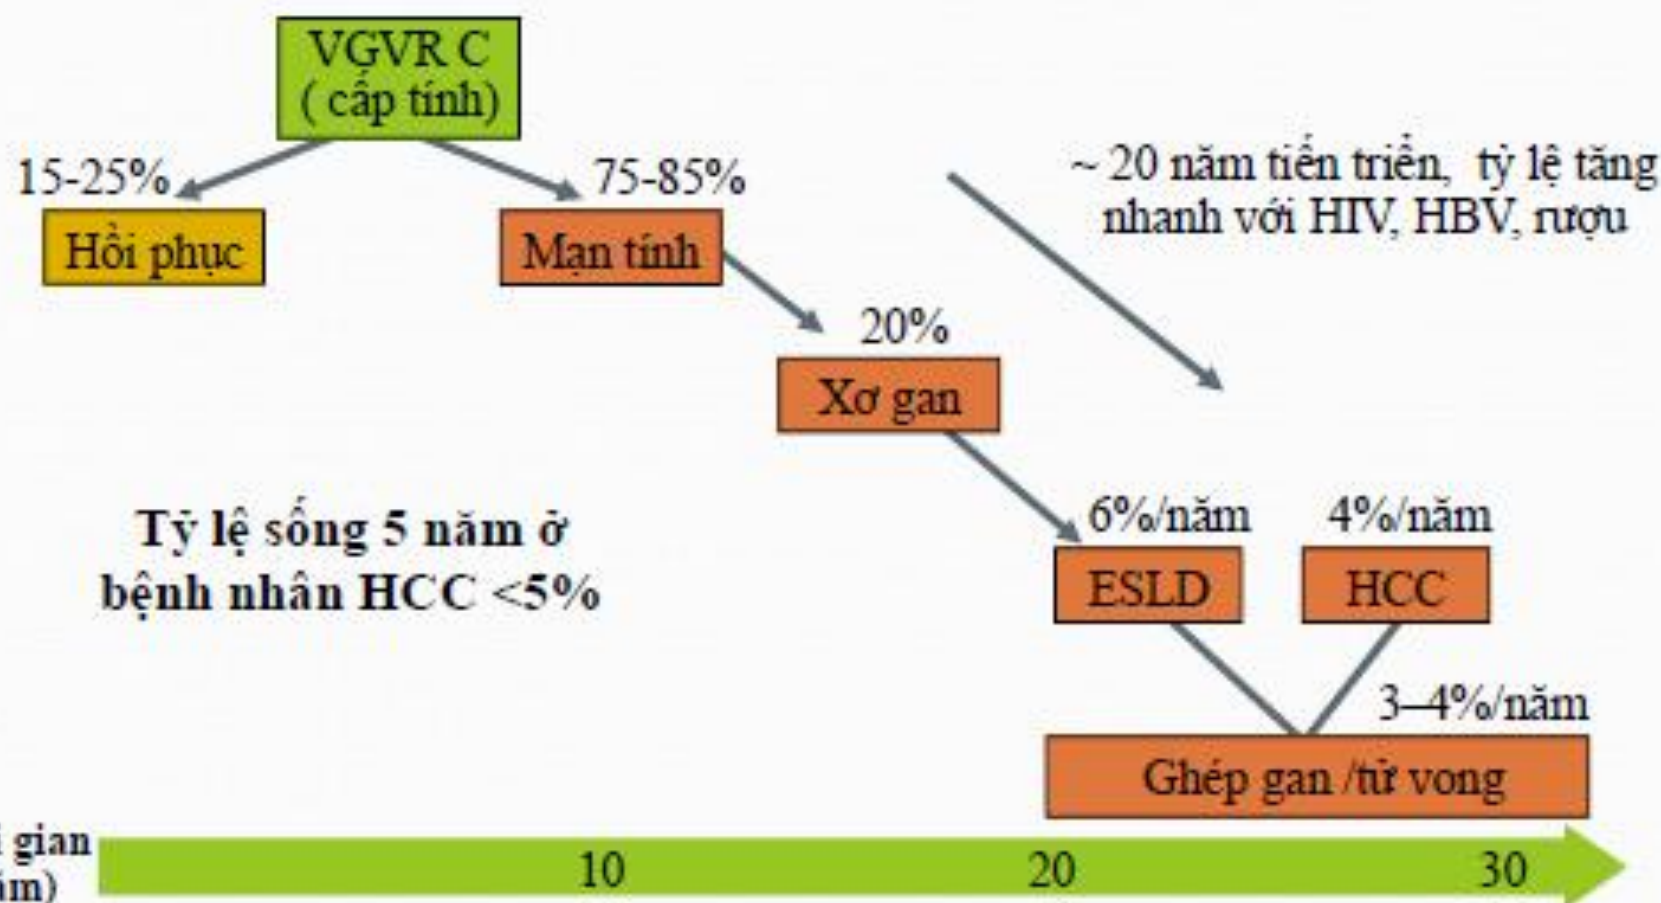 VGVR C
( cấp tính)
15-25%
75-85%
~ 20 năm tiến triển, tỷ lệ tăng
nhanh với HIV, HBV, rượu
Hồi phục
Mạn tính
20%
Xơ gan
Tỷ lệ sống 5 năm ở
bệnh nhân HCC <5%
6%/năm
4%/năm
ESLD
HCC
3–4%/năm
Ghép gan /tử vong
gian
10
20
30